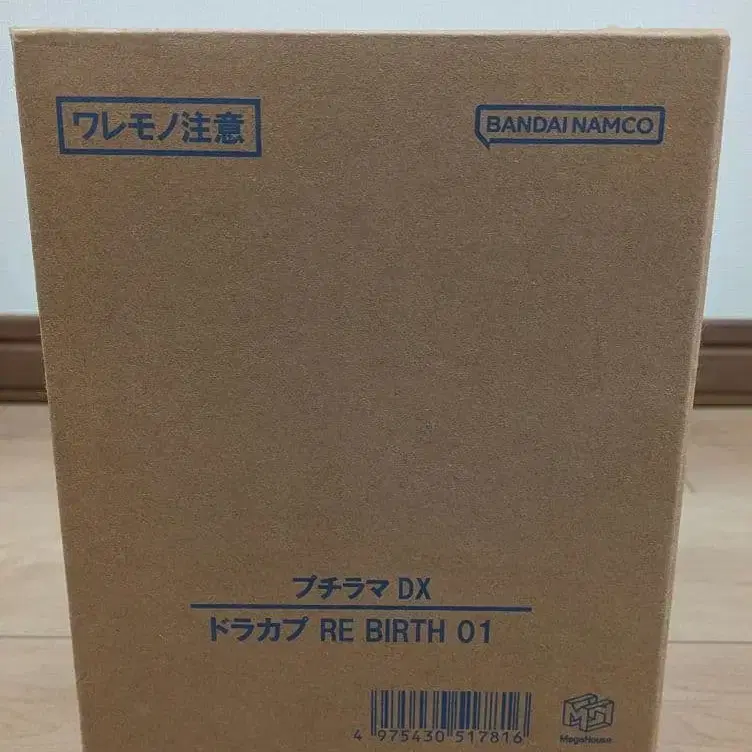 ワレモノ注意
BANDAI NAMCO
プチラマ DX
ドラカプ RE BIRTH 01
4 975430 517816
MegaHouse